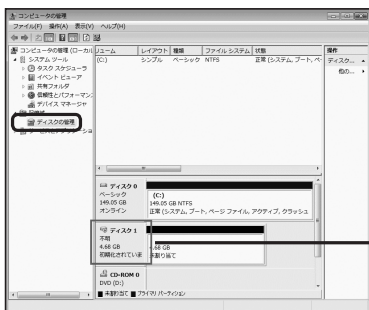 コンピュータの管理
ファイル(F) 操作(A) 表示(V) ヘルプ(H)
コンピュータの管理 (ローカル
システム ツール
タスク スケジューラ
イベント ビューア
共有フォルダ
信頼性とパフォーマンス
デバイス マネージャ
ディスクの管理
リューム レイアウト 種類 ファイル システム 状態
(C:) シンプル ベーシック NTFS 正常 (システム, ブート, ペー
操作
ディスク...
他の...
ディスク 0
ベーシック
149.05 GB
オンライン
(C:)
149.05 GB NTFS
正常 (システム, ブート, ページ ファイル, アクティブ, クラッシュ
ディスク 1
不明
4.68 GB
初期化されていま
4.68 GB
未割り当て
CD-ROM 0
DVD (D:)
未割り当て プライマリ パーティション